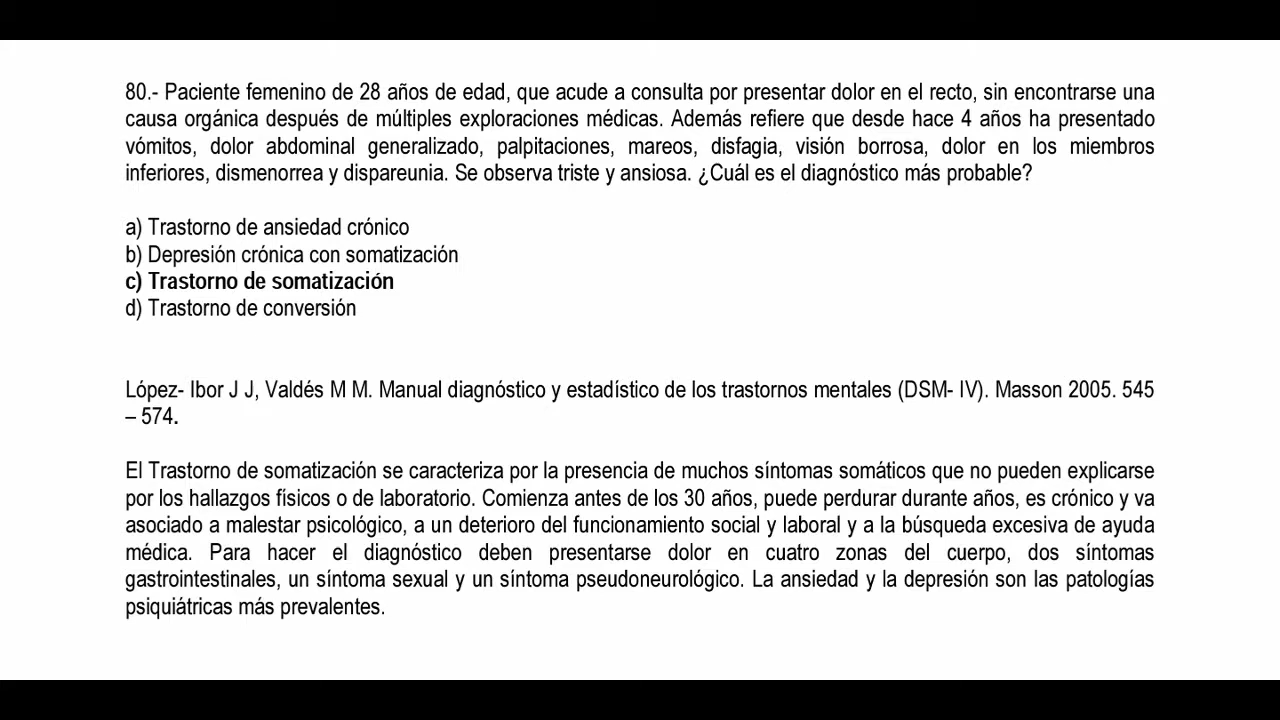 80.- Paciente femenino de 28 años de edad, que acude a consulta por presentar dolor en el recto, sin encontrarse una
causa orgánica después de múltiples exploraciones médicas. Además refiere que desde hace 4 años ha presentado
vómitos, dolor abdominal generalizado, palpitaciones, mareos, disfagia, visión borrosa, dolor en los miembros
inferiores, dismenorrea y dispareunia. Se observa triste y ansiosa. ¿Cuál es el diagnóstico más probable?
a) Trastorno de ansiedad crónico
b) Depresión crónica con somatización
c) Trastorno de somatización
d) Trastorno de conversión
López- Ibor J J, Valdés M M. Manual diagnóstico y estadístico de los trastornos mentales (DSM- IV). Masson 2005. 545
– 574.
El Trastorno de somatización se caracteriza por la presencia de muchos síntomas somáticos que no pueden explicarse
por los hallazgos físicos o de laboratorio. Comienza antes de los 30 años, puede perdurar durante años, es crónico y va
asociado a malestar psicológico, a un deterioro del funcionamiento social y laboral y a la búsqueda excesiva de ayuda
médica. Para hacer el diagnóstico deben presentarse dolor en cuatro zonas del cuerpo, dos síntomas
gastrointestinales, un síntoma sexual y un síntoma pseudoneurológico. La ansiedad y la depresión son las patologías
psiquiátricas más prevalentes.